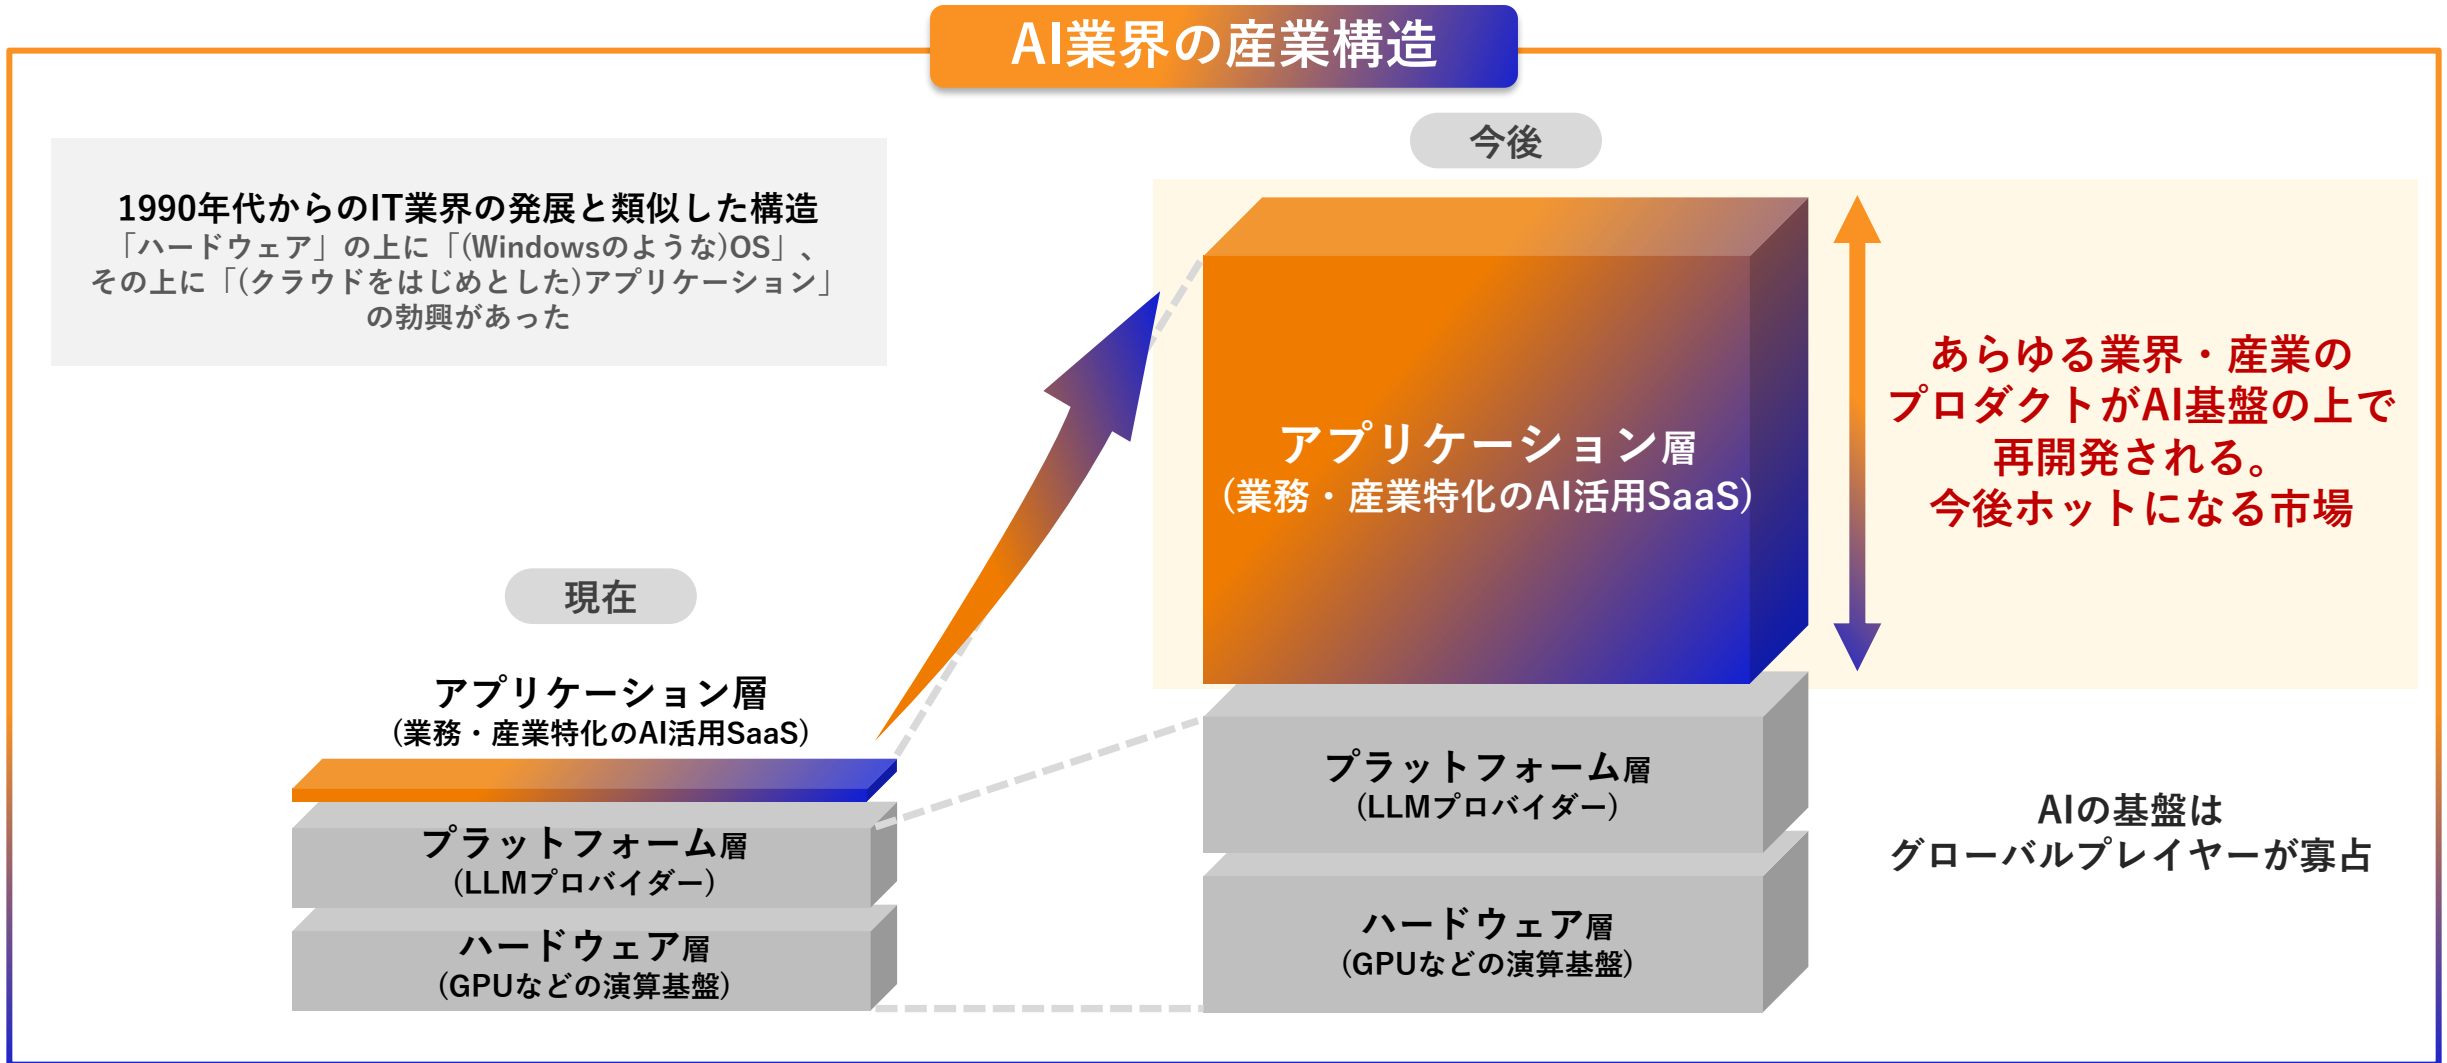 AI業界の産業構造
1990年代からのIT業界の発展と類似した構造
「ハードウェア」の上に「(Windowsのような)OS」、
その上に「(クラウドをはじめとした)アプリケーション」
の勃興があった
現在
アプリケーション層
(業務・産業特化のAI活用SaaS)
プラットフォーム層
(LLMプロバイダー)
ハードウェア層
(GPUなどの演算基盤)
今後
アプリケーション層
(業務・産業特化のAI活用SaaS)
プラットフォーム層
(LLMプロバイダー)
ハードウェア層
(GPUなどの演算基盤)
あらゆる業界・産業の
プロダクトがAI基盤の上で
再開発される。
今後ホットになる市場
AIの基盤は
グローバルプレイヤーが寡占